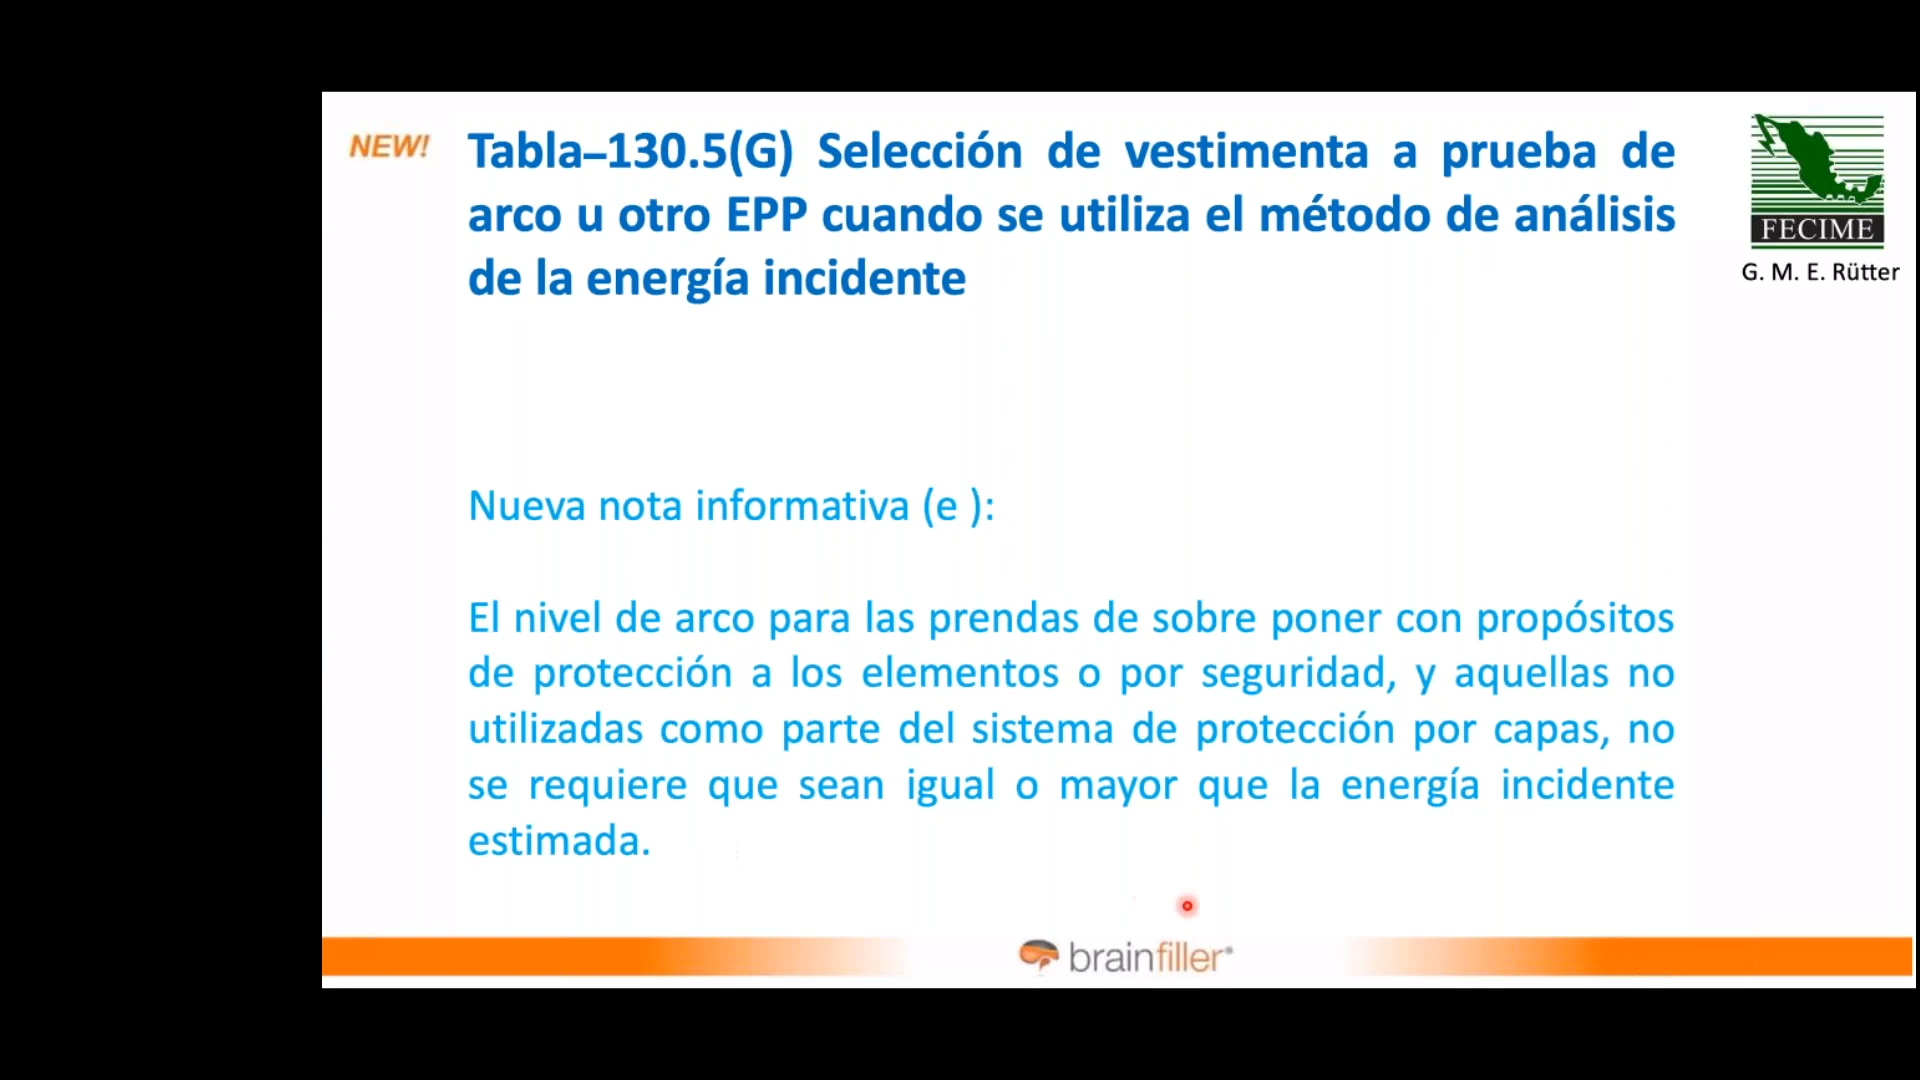 NEW!
Tabla–130.5(G) Selección de vestimenta a prueba de
arco u otro EPP cuando se utiliza el método de análisis
de la energía incidente
FECIME
G. M. E. Rütter
Nueva nota informativa (e ):
El nivel de arco para las prendas de sobre poner con propósitos
de protección a los elementos o por seguridad, y aquellas no
utilizadas como parte del sistema de protección por capas, no
se requiere que sean igual o mayor que la energía incidente
estimada.
brainfiller®